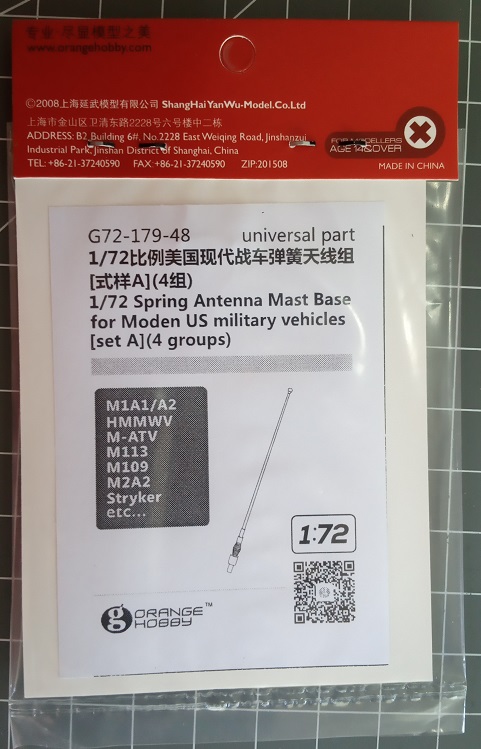 专业·尽显模型之美
www.orangehobby.com
©2008上海延武模型有限公司 ShangHaiYanWu-Model.Co.Ltd
上海市金山区卫清东路2228号六号楼中二栋
ADDRESS: B2,Building 6#, No.2228 East Weiqing Road, Jinshanzui
Industrial Park, Jinshan District of Shanghai, China
TEL: +86-21-37240590 FAX:+86-21-37240590 ZIP:201508
FOR MODELLERS
AGE 14&OVER
MADE IN CHINA
G72-179-48 universal part
1/72比例美国现代战车弹簧天线组
[式样A](4组)
1/72 Spring Antenna Mast Base
for Moden US military vehicles
[set A](4 groups)
M1A1/A2
HMMWV
M-ATV
M113
M109
M2A2
Stryker
etc...
1:72
g ORANGE HOBBY™